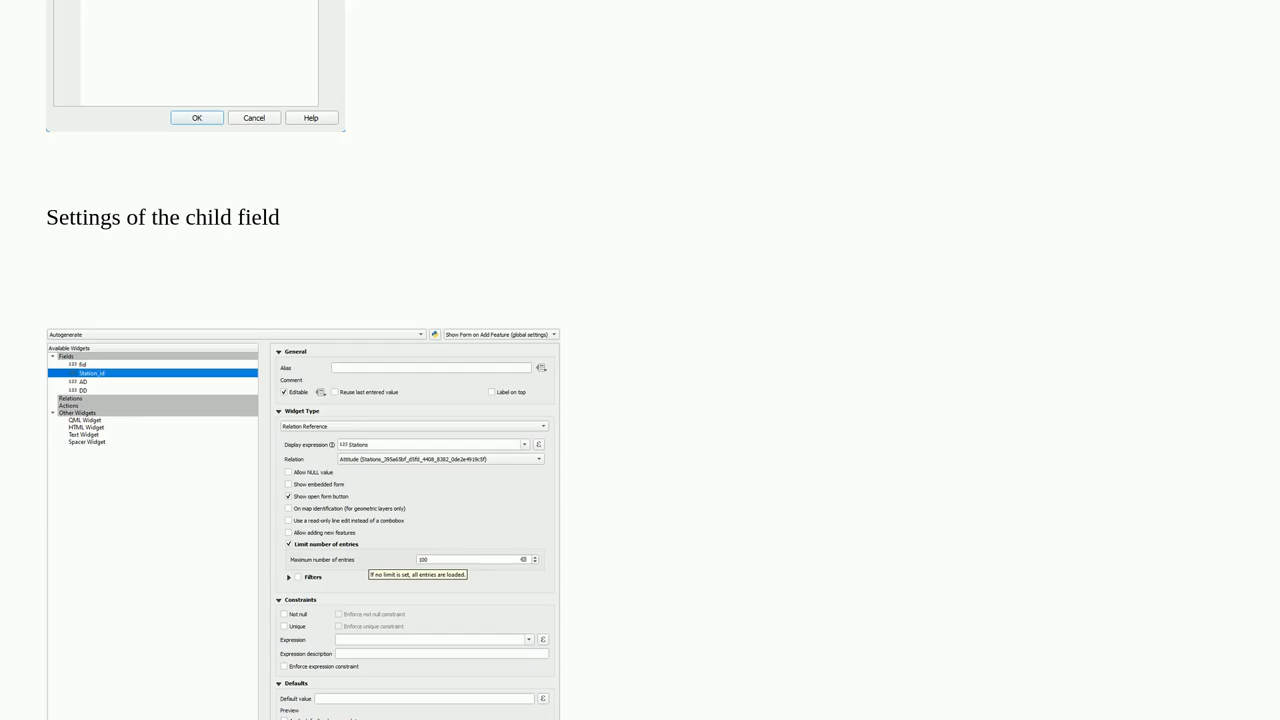 OK Cancel Help
Settings of the child field
Autogenerate Show Form on Add Feature (global settings)
Available Widgets
Fields
123 fid
Station_id
123 AD
123 DD
Relations
Actions
Other Widgets
QML Widget
HTML Widget
Text Widget
Spacer Widget
General
Alias
Comment
Editable Reuse last entered value Label on top
Widget Type
Relation Reference
Display expression 123 Stations ε
Relation
Allow NULL value
Show embedded form
Show open form button
On map identification (for geometric layers only)
Use a read-only line edit instead of a combobox
Allow adding new features
Limit number of entries
Maximum number of entries 100
If no limit is set, all entries are loaded.
Filters
Constraints
Not null Enforce not null constraint
Unique Enforce unique constraint
Expression ε
Expression description
Enforce expression constraint
Defaults
Default value ε
Preview